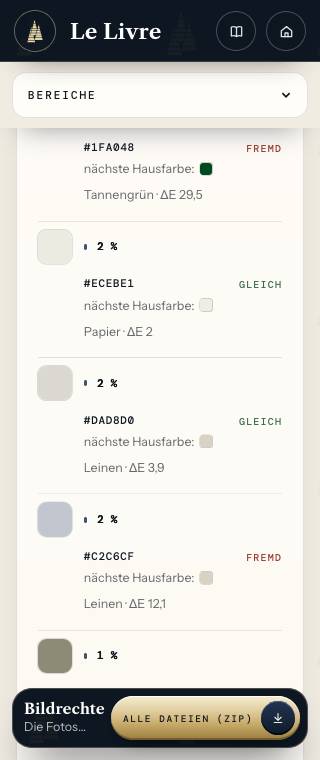 Le Livre
BEREICHE
#1FA048 FREMD
nächste Hausfarbe:
Tannengrün · ΔE 29,5
2 %
#ECEBE1 GLEICH
nächste Hausfarbe:
Papier · ΔE 2
2 %
#DAD8D0 GLEICH
nächste Hausfarbe:
Leinen · ΔE 3,9
2 %
#C2C6CF FREMD
nächste Hausfarbe:
Leinen · ΔE 12,1
1 %
Bildrechte
Die Fotos…
ALLE DATEIEN (ZIP)